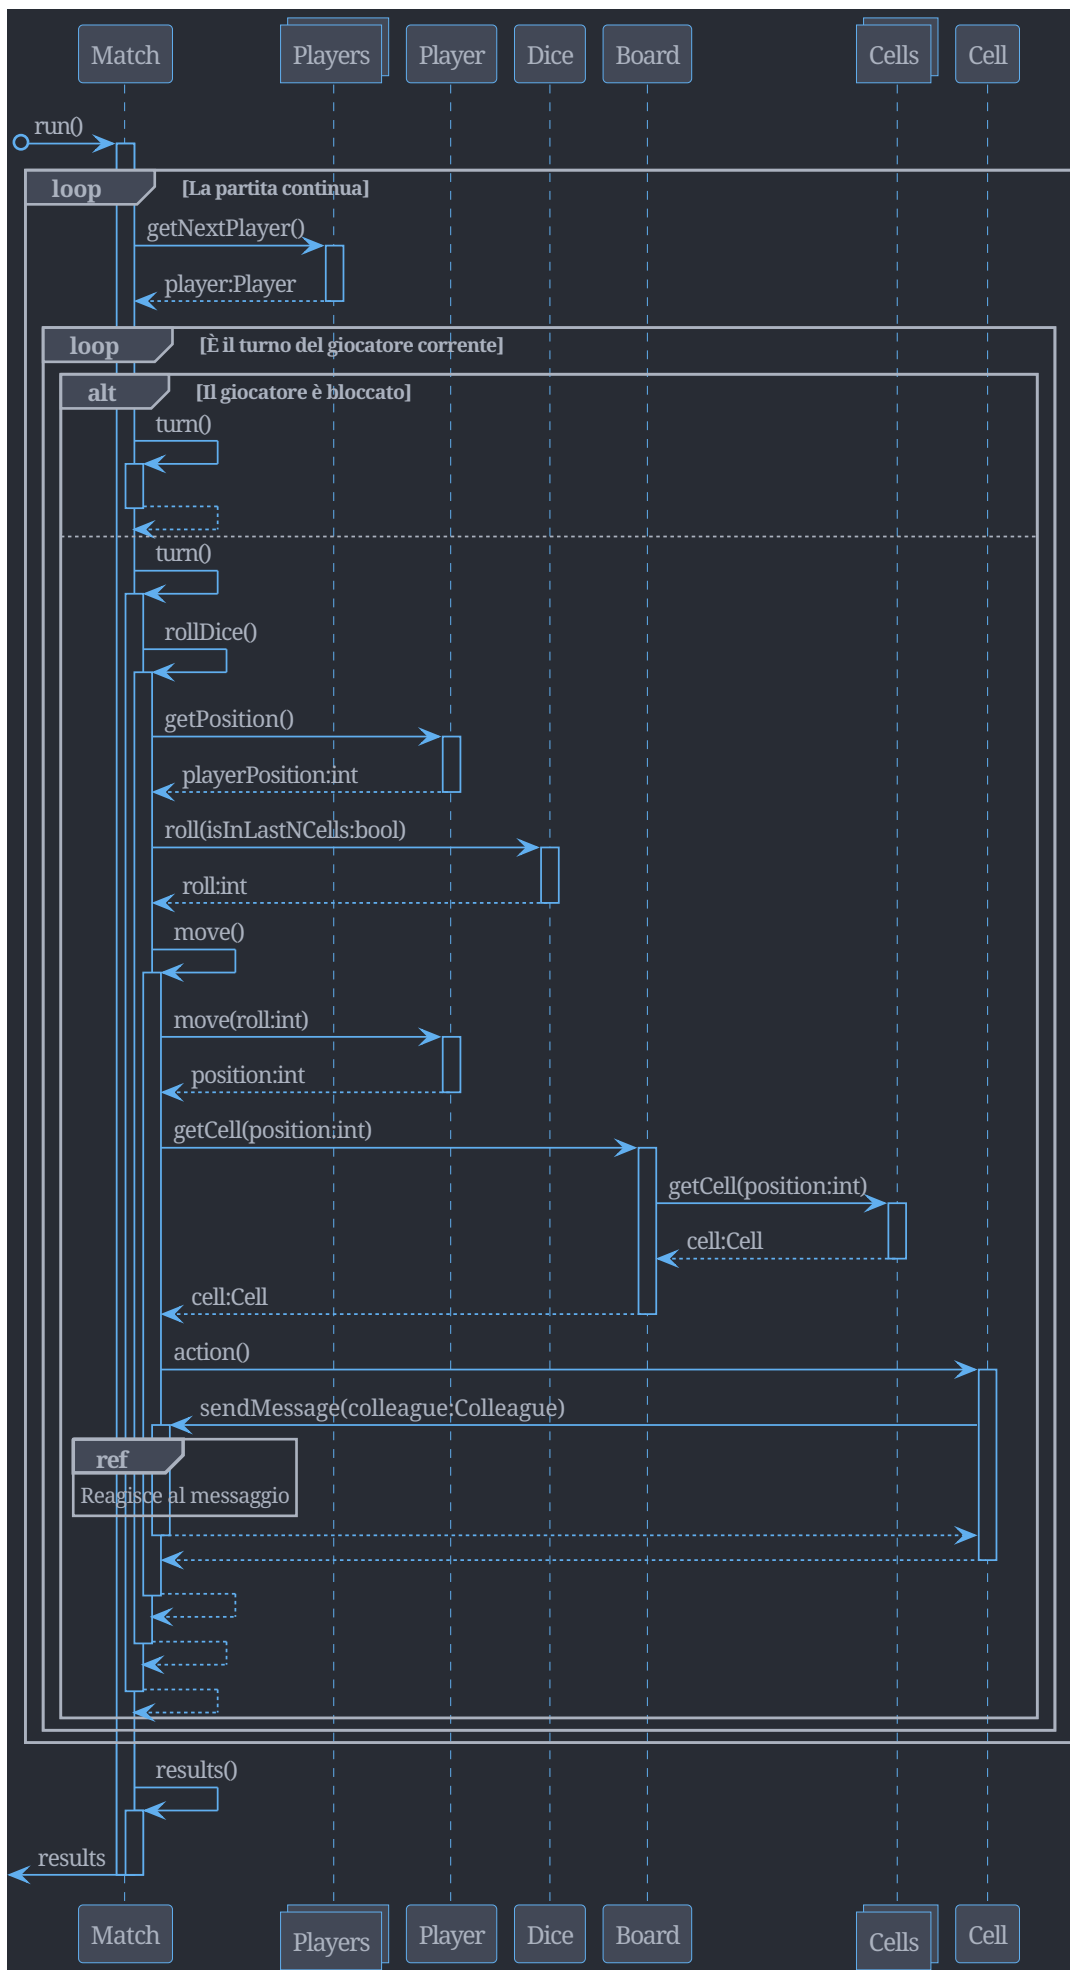 Match
Players
Player
Dice
Board
Cells
Cell
run()
loop
[La partita continua]
getNextPlayer()
player:Player
loop
[È il turno del giocatore corrente]
alt
[Il giocatore è bloccato]
turn()
turn()
rollDice()
getPosition()
playerPosition:int
roll(isInLastNCells:bool)
roll:int
move()
move(roll:int)
position:int
getCell(position:int)
getCell(position:int)
cell:Cell
cell:Cell
action()
sendMessage(colleague:Colleague)
ref
Reagisce al messaggio
results()
results
Match
Players
Player
Dice
Board
Cells
Cell